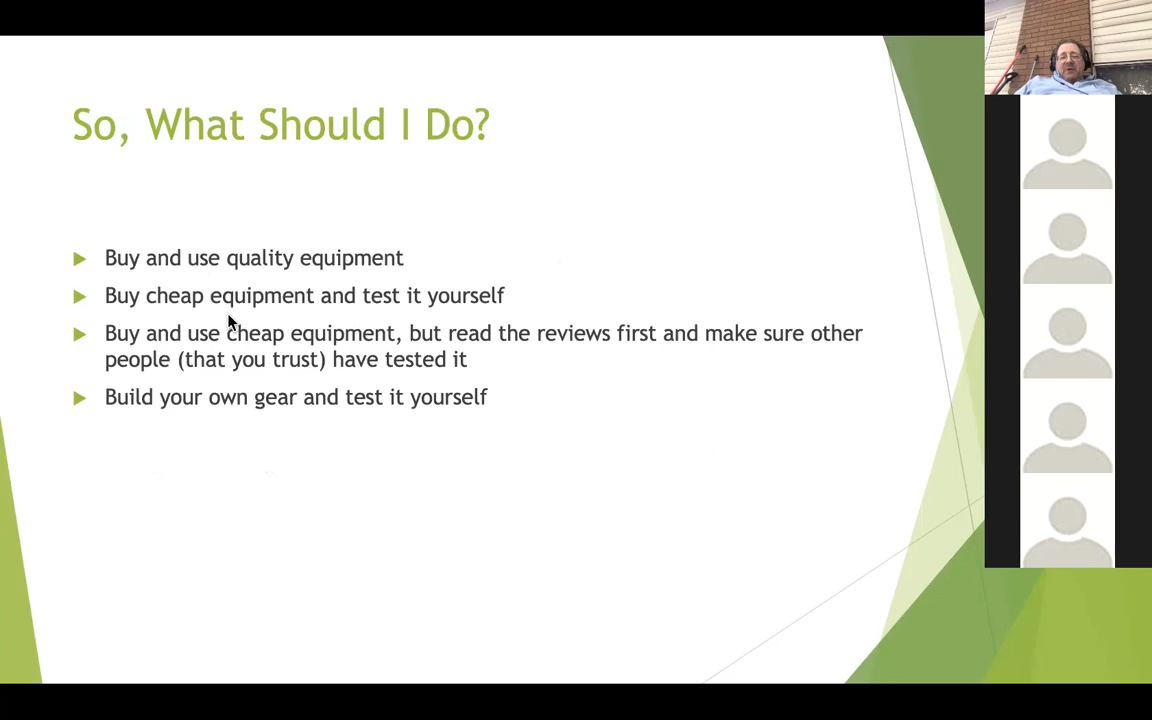 So, What Should I Do?
Buy and use quality equipment
Buy cheap equipment and test it yourself
Buy and use cheap equipment, but read the reviews first and make sure other
people (that you trust) have tested it
Build your own gear and test it yourself